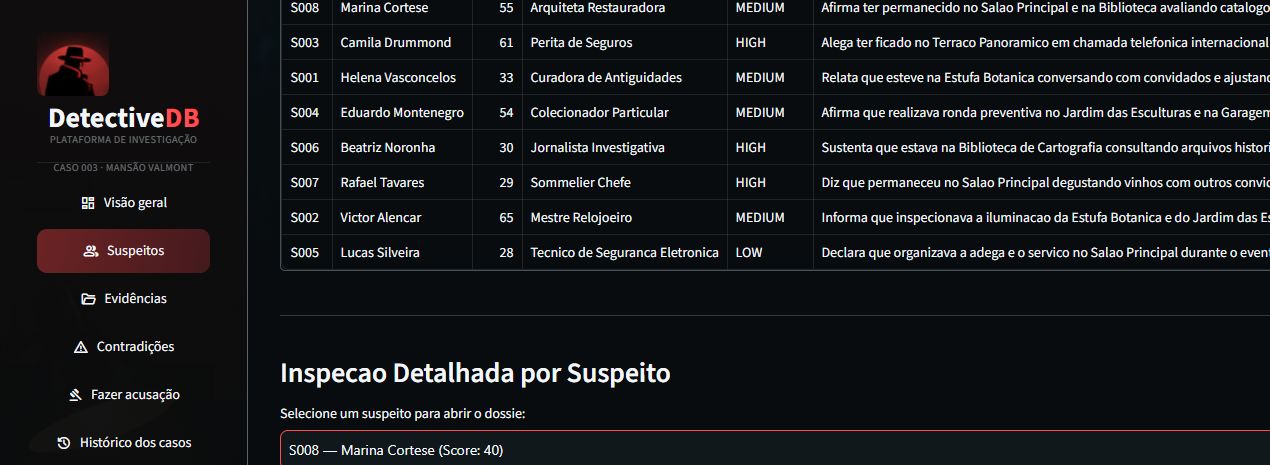 DetectiveDB
PLATAFORMA DE INVESTIGAÇÃO
CASO 003 · MANSÃO VALMONT
Visão geral
Suspeitos
Evidências
Contradições
Fazer acusação
Histórico dos casos
S008 Marina Cortese 55 Arquiteta Restauradora MEDIUM Afirma ter permanecido no Salao Principal e na Biblioteca avaliando catalogo
S003 Camila Drummond 61 Perita de Seguros HIGH Alega ter ficado no Terraco Panoramico em chamada telefonica internacional
S001 Helena Vasconcelos 33 Curadora de Antiguidades MEDIUM Relata que esteve na Estufa Botanica conversando com convidados e ajustand
S004 Eduardo Montenegro 54 Colecionador Particular MEDIUM Afirma que realizava ronda preventiva no Jardim das Esculturas e na Garagem
S006 Beatriz Noronha 30 Jornalista Investigativa HIGH Sustenta que estava na Biblioteca de Cartografia consultando arquivos histori
S007 Rafael Tavares 29 Sommelier Chefe HIGH Diz que permaneceu no Salao Principal degustando vinhos com outros convid
S002 Victor Alencar 65 Mestre Relojoeiro MEDIUM Informa que inspecionava a iluminacao da Estufa Botanica e do Jardim das Es
S005 Lucas Silveira 28 Tecnico de Seguranca Eletronica LOW Declara que organizava a adega e o servico no Salao Principal durante o event
Inspecao Detalhada por Suspeito
Selecione um suspeito para abrir o dossie:
S008 — Marina Cortese (Score: 40)